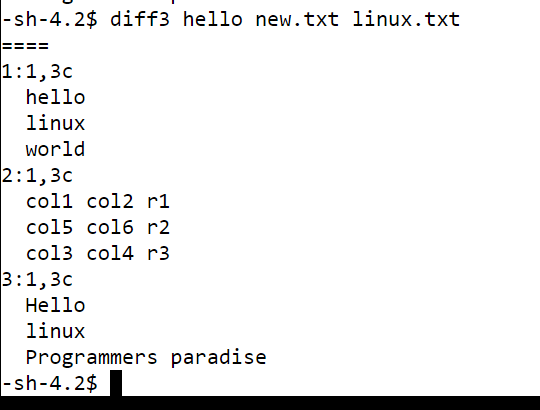 -sh-4.2$ diff3 hello new.txt linux.txt
====
1:1,3c
  hello
  linux
  world
2:1,3c
  col1 col2 r1
  col5 col6 r2
  col3 col4 r3
3:1,3c
  Hello
  linux
  Programmers paradise
-sh-4.2$